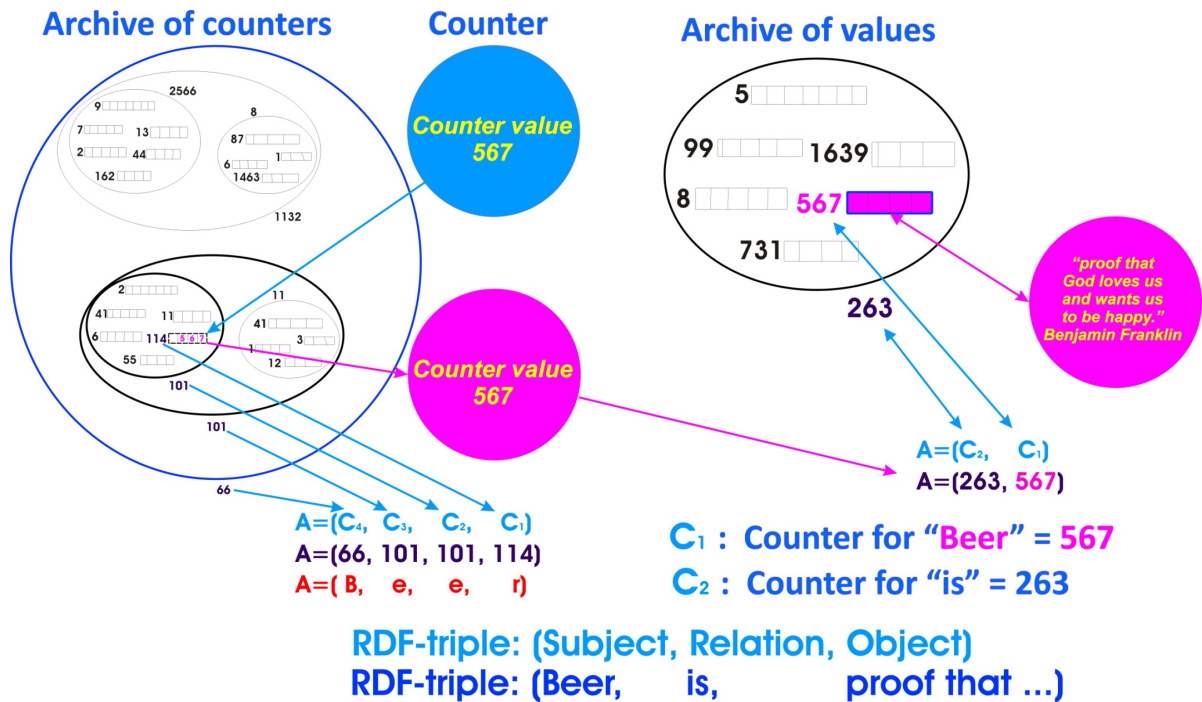 Archive of counters
Counter
Archive of values
2566
9
7
13
2
44
162
8
87
1
6
1463
1132
Counter value
567
5
99
1639
8
567
731
263
"proof that
God loves us
and wants us
to be happy."
Benjamin Franklin
2
41
11
6
114
5 6 7
55
11
41
3
1
12
101
101
66
Counter value
567
A=(C₂, C₁)
A=(263, 567)
A=(C₄, C₃, C₂, C₁)
A=(66, 101, 101, 114)
A=( B, e, e, r)
C₁ : Counter for "Beer" = 567
C₂ : Counter for "is" = 263
RDF-triple: (Subject, Relation, Object)
RDF-triple: (Beer, is, proof that ...)